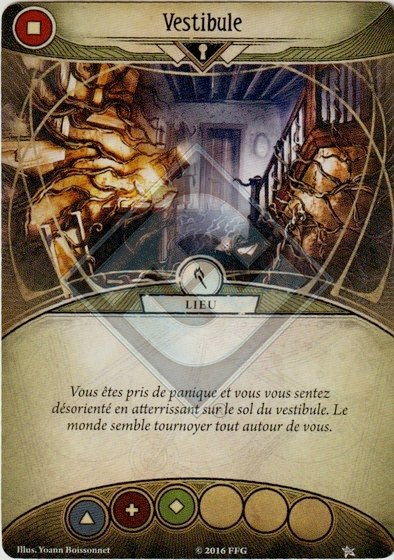 Vestibule
LIEU
Vous êtes pris de panique et vous vous sentez
désorienté en atterrissant sur le sol du vestibule. Le
monde semble tournoyer tout autour de vous.
Illus. Yoann Boissonnet
© 2016 FFG